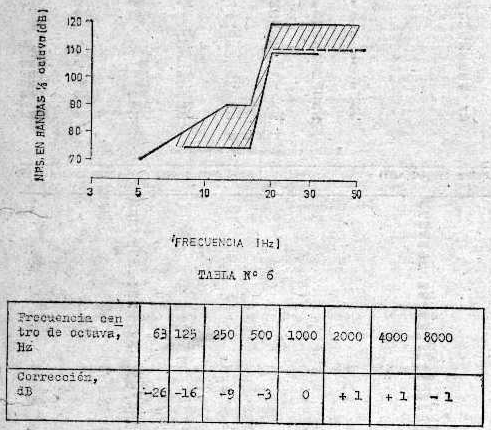 120
110
100
90
80
70
NPS. EN BANDAS ⅓ octava (dB)
3 5 10 20 30 50
FRECUENCIA [Hz]
TABLA Nº 6
Frecuencia cen
tro de octava,
Hz
63 125 250 500 1000 2000 4000 8000
Corrección,
dB
-26 -16 -9 -3 0 +1 +1 -1